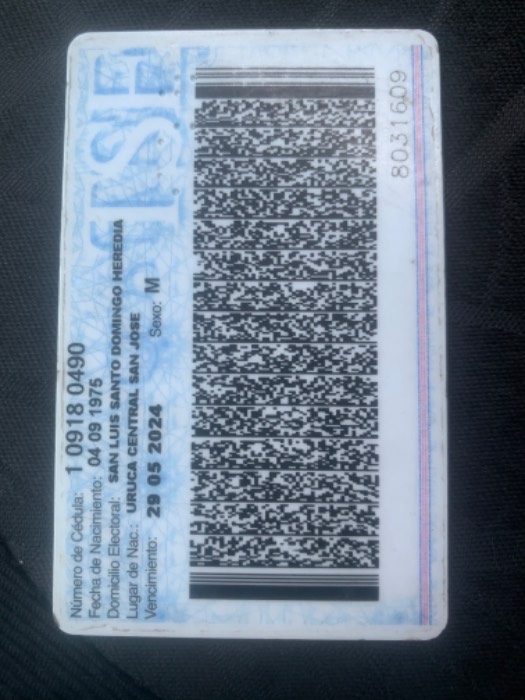 Número de Cédula: 1 0918 0490
Fecha de Nacimiento: 04 09 1975
Domicilio Electoral: SAN LUIS SANTO DOMINGO HEREDIA
Lugar de Nac.: URUCA CENTRAL SAN JOSE
Vencimiento: 29 05 2024 Sexo: M
8031609